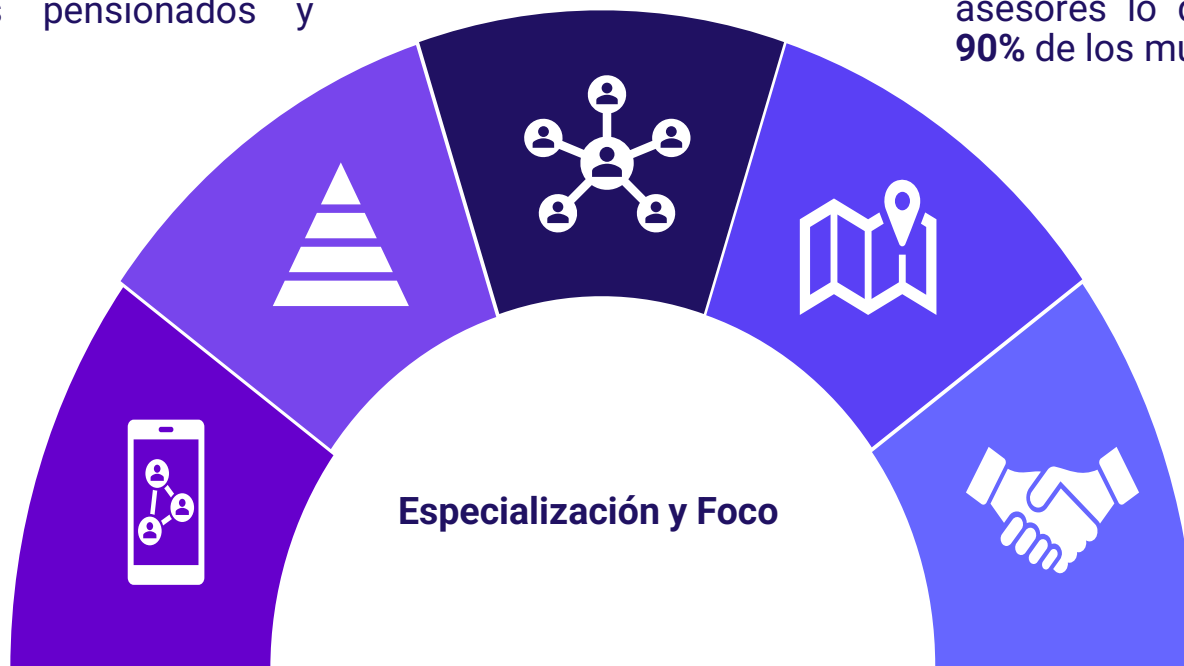 pensionados y
asesores lo
90% de los
Especialización y Foco